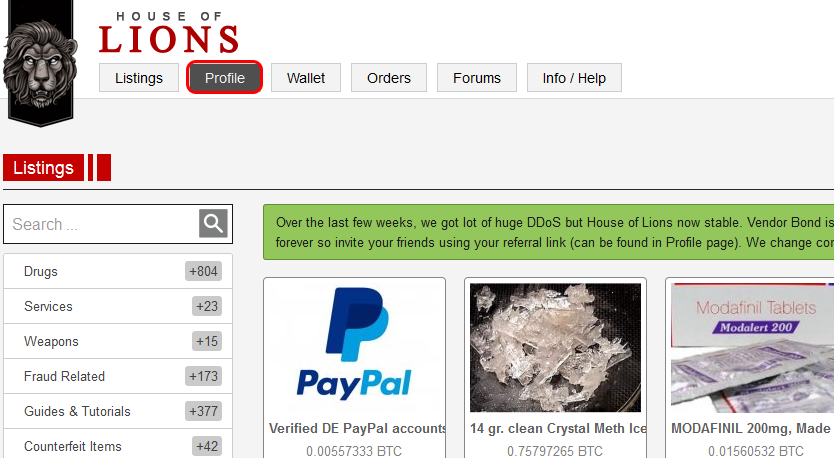 HOUSE OF
LIONS
Listings Profile Wallet Orders Forums Info / Help
Listings
Search ...
Over the last few weeks, we got lot of huge DDoS but House of Lions now stable. Vendor Bond is
forever so invite your friends using your referral link (can be found in Profile page). We change
Drugs +804
Services +23
Weapons +15
Fraud Related +173
Guides & Tutorials +377
Counterfeit Items +42
PayPal
Modafinil Tablets
Modalert 200
Verified DE PayPal accounts 14 gr. clean Crystal Meth Ice MODAFINIL 200mg, Made
0.00557333 BTC 0.75797265 BTC 0.01560532 BTC